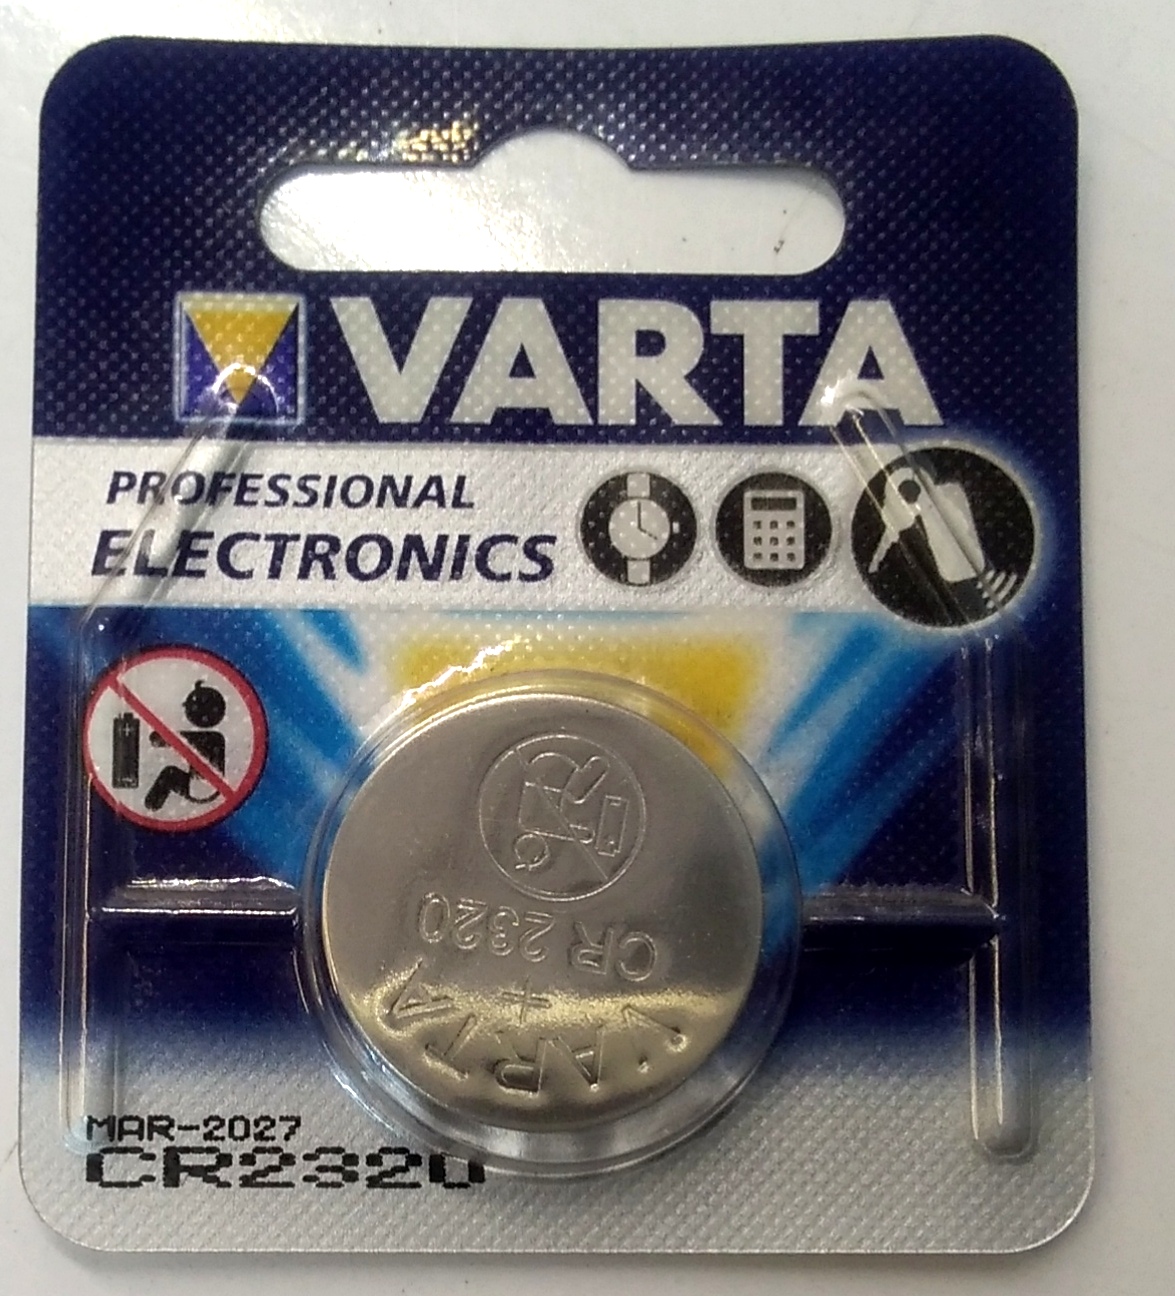 VARTA
PROFESSIONAL
ELECTRONICS
CR 2320
+
VARTA
MAR-2027
CR2320